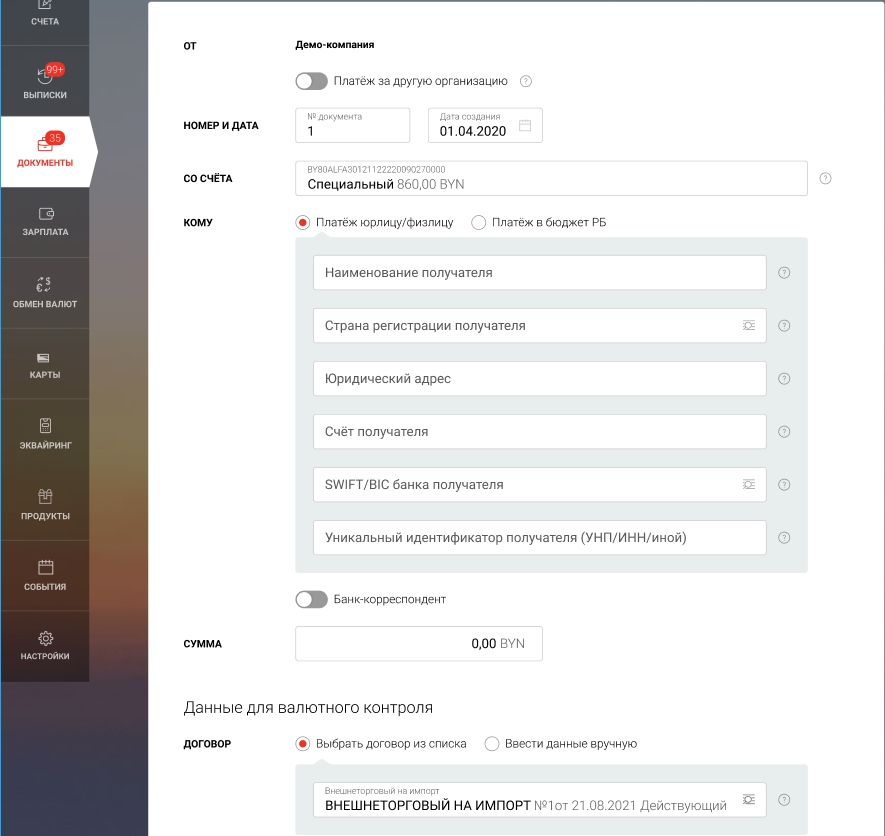 СЧЕТА
99+
ВЫПИСКИ
35
ДОКУМЕНТЫ
ЗАРПЛАТА
€ $
ОБМЕН ВАЛЮТ
КАРТЫ
ЭКВАЙРИНГ
ПРОДУКТЫ
СОБЫТИЯ
НАСТРОЙКИ
ОТ Демо-компания
Платёж за другую организацию ?
НОМЕР И ДАТА
№ документа
1
Дата создания
01.04.2020
СО СЧЁТА
BY80ALFA30121122220090270000
Специальный 860,00 BYN ?
КОМУ Платёж юрлицу/физлицу Платёж в бюджет РБ
Наименование получателя ?
Страна регистрации получателя ?
Юридический адрес ?
Счёт получателя ?
SWIFT/BIC банка получателя ?
Уникальный идентификатор получателя (УНП/ИНН/иной) ?
Банк-корреспондент
СУММА 0,00 BYN
Данные для валютного контроля
ДОГОВОР Выбрать договор из списка Ввести данные вручную
Внешнеторговый на импорт
ВНЕШНЕТОРГОВЫЙ НА ИМПОРТ №1от 21.08.2021 Действующий ?